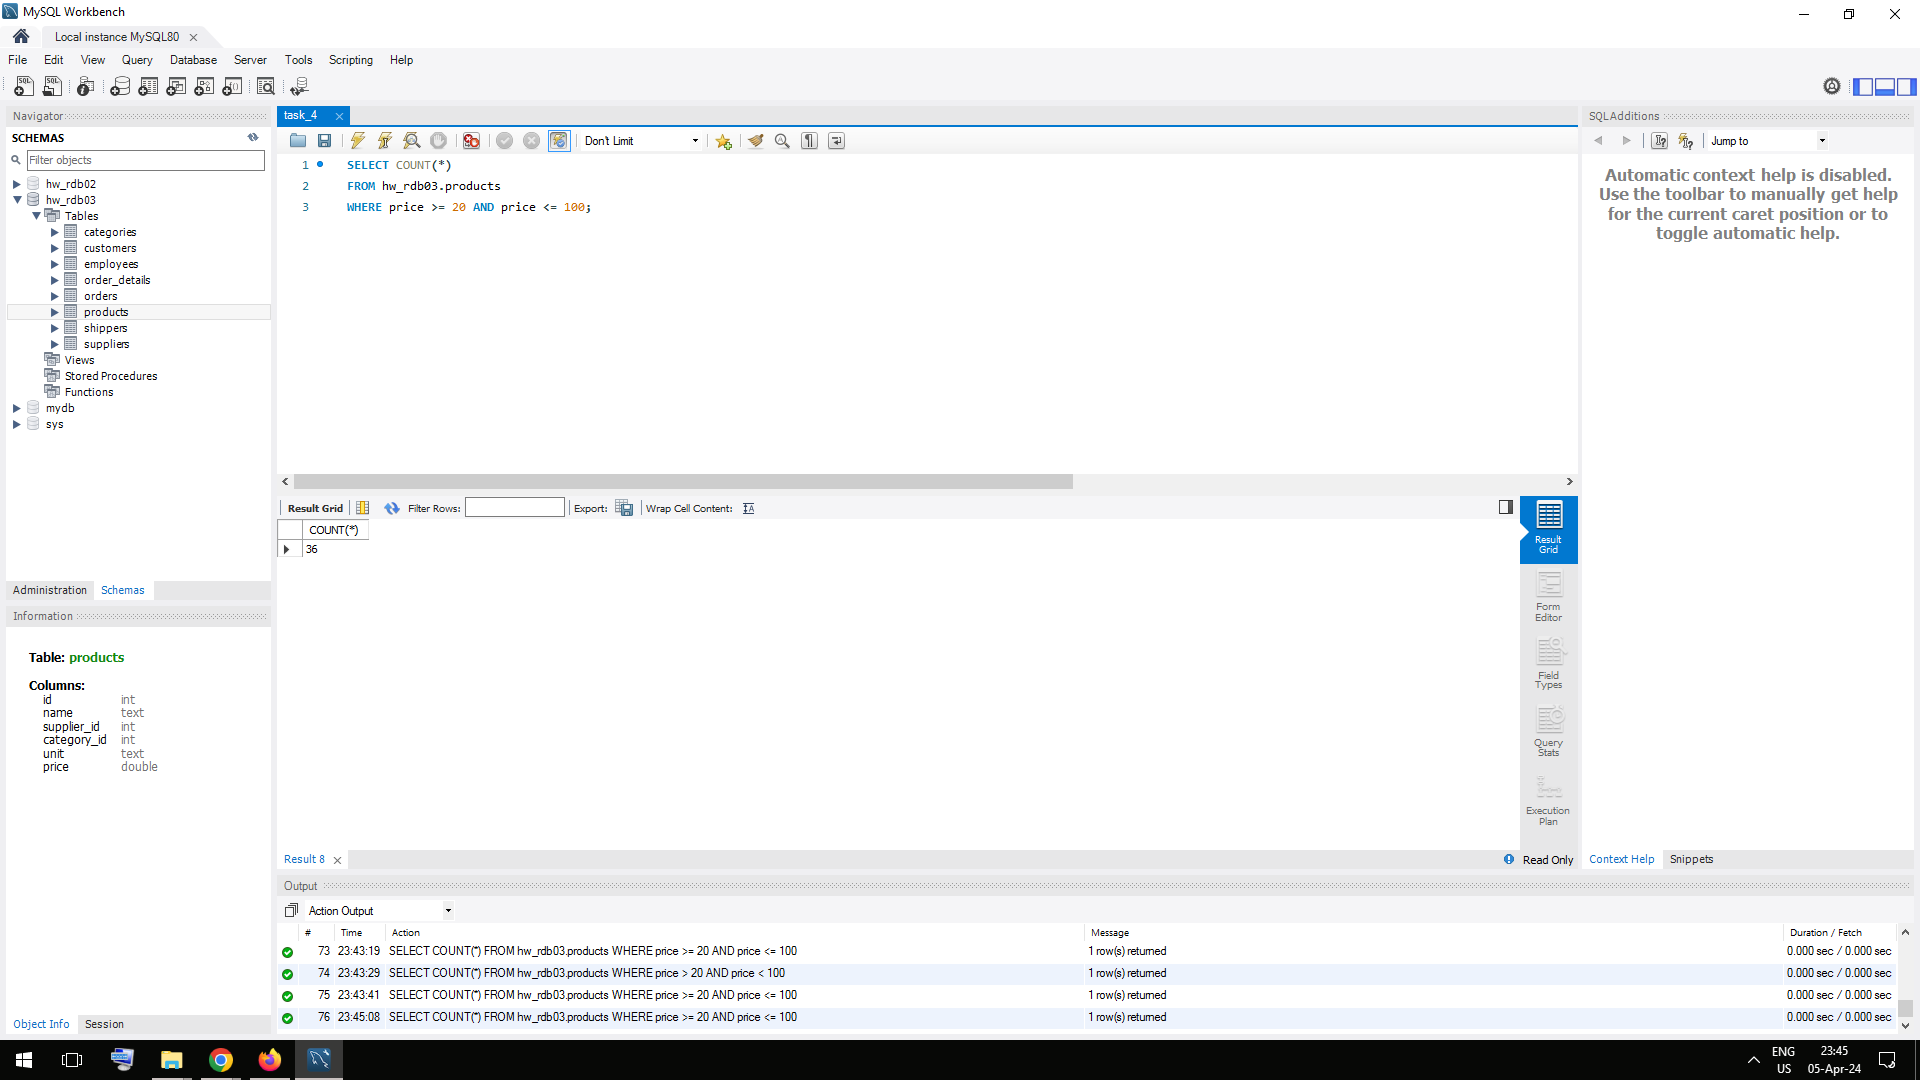 MySQL Workbench
Local instance MySQL80
File Edit View Query Database Server Tools Scripting Help
Navigator
SCHEMAS
Filter objects
hw_rdb02
hw_rdb03
Tables
categories
customers
employees
order_details
orders
products
shippers
suppliers
Views
Stored Procedures
Functions
mydb
sys
Administration Schemas
Information
Table: products
Columns:
id int
name text
supplier_id int
category_id int
unit text
price double
Object Info Session
task_4
Don't Limit
1 SELECT COUNT(*)
2 FROM hw_rdb03.products
3 WHERE price >= 20 AND price <= 100;
Result Grid Filter Rows: Export: Wrap Cell Content:
COUNT(*)
36
Result
Grid
Form
Editor
Field
Types
Query
Stats
Execution
Plan
Result 8
Read Only
SQLAdditions
Jump to
Automatic context help is disabled.
Use the toolbar to manually get help
for the current caret position or to
toggle automatic help.
Context Help Snippets
Output
Action Output
# Time Action Message Duration / Fetch
73 23:43:19 SELECT COUNT(*) FROM hw_rdb03.products WHERE price >= 20 AND price <= 100 1 row(s) returned 0.000 sec / 0.000 sec
74 23:43:29 SELECT COUNT(*) FROM hw_rdb03.products WHERE price > 20 AND price < 100 1 row(s) returned 0.000 sec / 0.000 sec
75 23:43:41 SELECT COUNT(*) FROM hw_rdb03.products WHERE price >= 20 AND price <= 100 1 row(s) returned 0.000 sec / 0.000 sec
76 23:45:08 SELECT COUNT(*) FROM hw_rdb03.products WHERE price >= 20 AND price <= 100 1 row(s) returned 0.000 sec / 0.000 sec
ENG
US
23:45
05-Apr-24